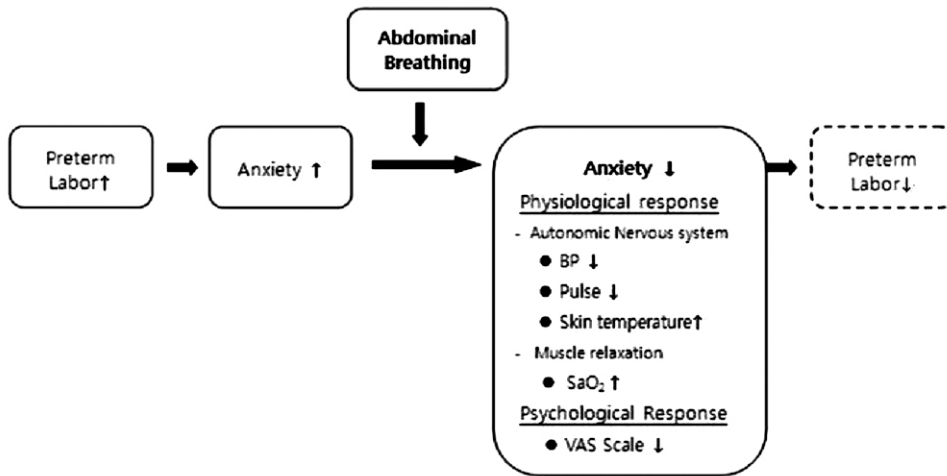 Abdominal
Breathing
Preterm
Labor↑
Anxiety ↑
Anxiety ↓
Physiological response
- Autonomic Nervous system
● BP ↓
● Pulse ↓
● Skin temperature↑
- Muscle relaxation
● SaO₂ ↑
Psychological Response
● VAS Scale ↓
Preterm
Labor↓